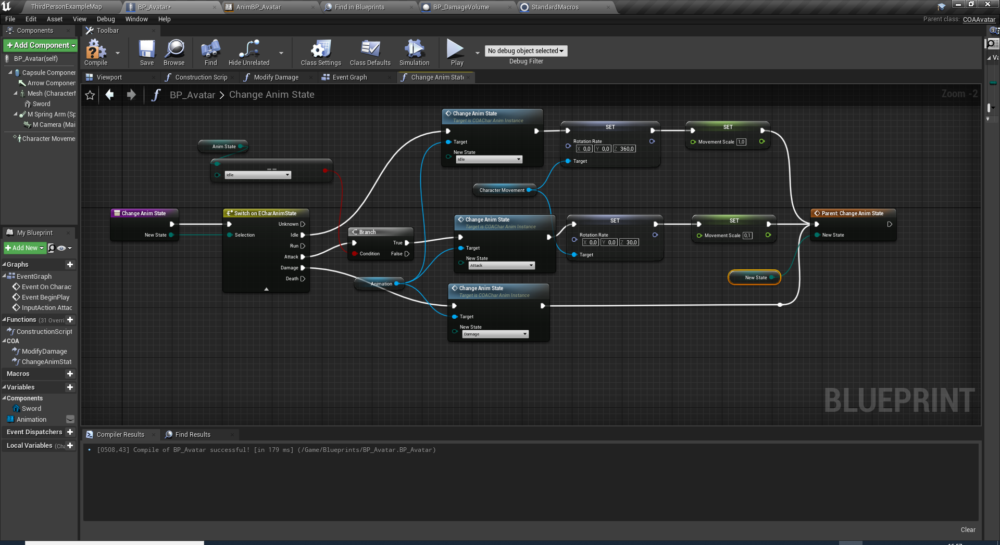 ThirdPersonExampleMap
BP_Avatar*
AnimBP_Avatar
Find in Blueprints
BP_DamageVolume
StandardMacros
File Edit Asset View Debug Window Help
Parent class: COAAvatar
Components
Toolbar
+Add Component
BP_Avatar(self)
Capsule Componer
Arrow Componen
Mesh (Character
Sword
M Spring Arm (Sp
M Camera (Mai
Character Moveme
Compile
Save
Browse
Find
Hide Unrelated
Class Settings
Class Defaults
Simulation
Play
No debug object selected
Debug Filter
Viewport
Construction Scrip
Modify Damage
Event Graph
Change Anim State
BP_Avatar > Change Anim State
Zoom -2
Change Anim State
Target is COAChar Anim Instance
Target
New State
Idle
SET
Rotation Rate
X 0,0 Y 0,0 Z 360,0
Target
SET
Movement Scale 1,0
Anim State
==
Idle
Character Movement
Change Anim State
New State
Switch on ECharAnimState
Selection
Unknown
Idle
Run
Attack
Damage
Death
Branch
True
Condition
False
Change Anim State
Target is COAChar Anim Instance
Target
New State
Attack
SET
Rotation Rate
X 0,0 Y 0,0 Z 30,0
Target
SET
Movement Scale 0,1
Parent: Change Anim State
New State
New State
Animation
Change Anim State
Target is COAChar Anim Instance
Target
New State
Damage
BLUEPRINT
My Blueprint
+Add New
Graphs
EventGraph
Event On Charac
Event BeginPlay
InputAction Attac
Functions (31 Overri
ConstructionScript
COA
ModifyDamage
ChangeAnimStat
Macros
Variables
Components
Sword
Animation
Event Dispatchers
Local Variables (Cha
Compiler Results
Find Results
[0508,43] Compile of BP_Avatar successful! [in 179 ms] (/Game/Blueprints/BP_Avatar.BP_Avatar)
Clear